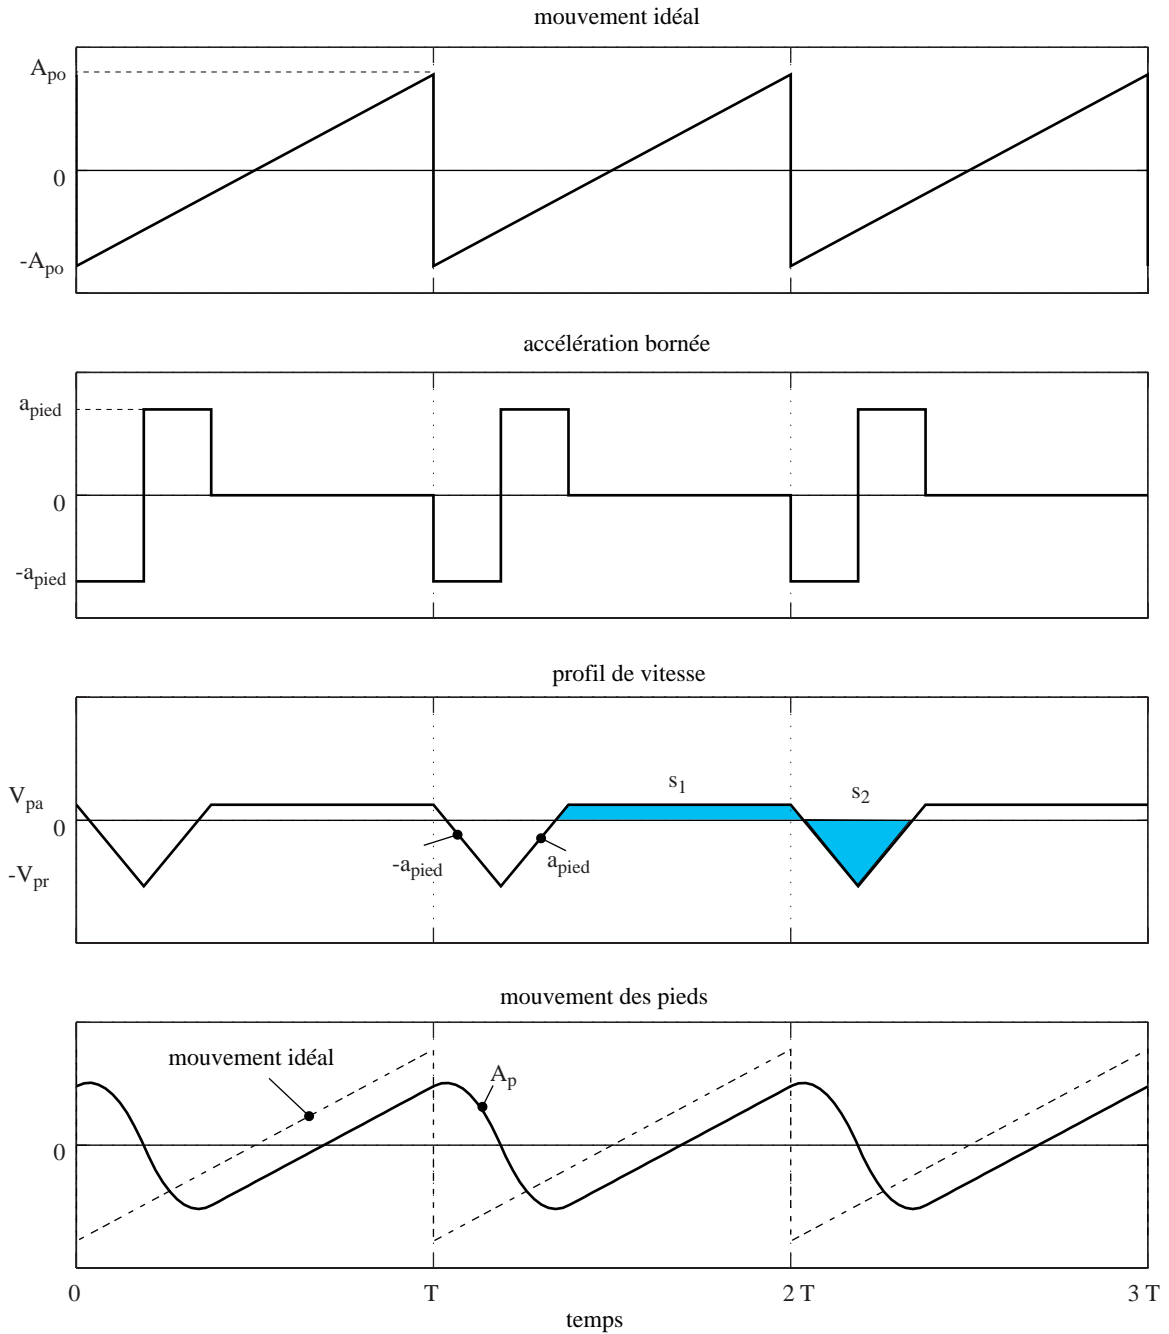 mouvement idéal
A_po
0
-A_po
accélération bornée
a_pied
0
-a_pied
profil de vitesse
s_1
s_2
V_pa
0
-a_pied
a_pied
-V_pr
mouvement des pieds
mouvement idéal
A_p
0
0
T
2 T
3 T
temps